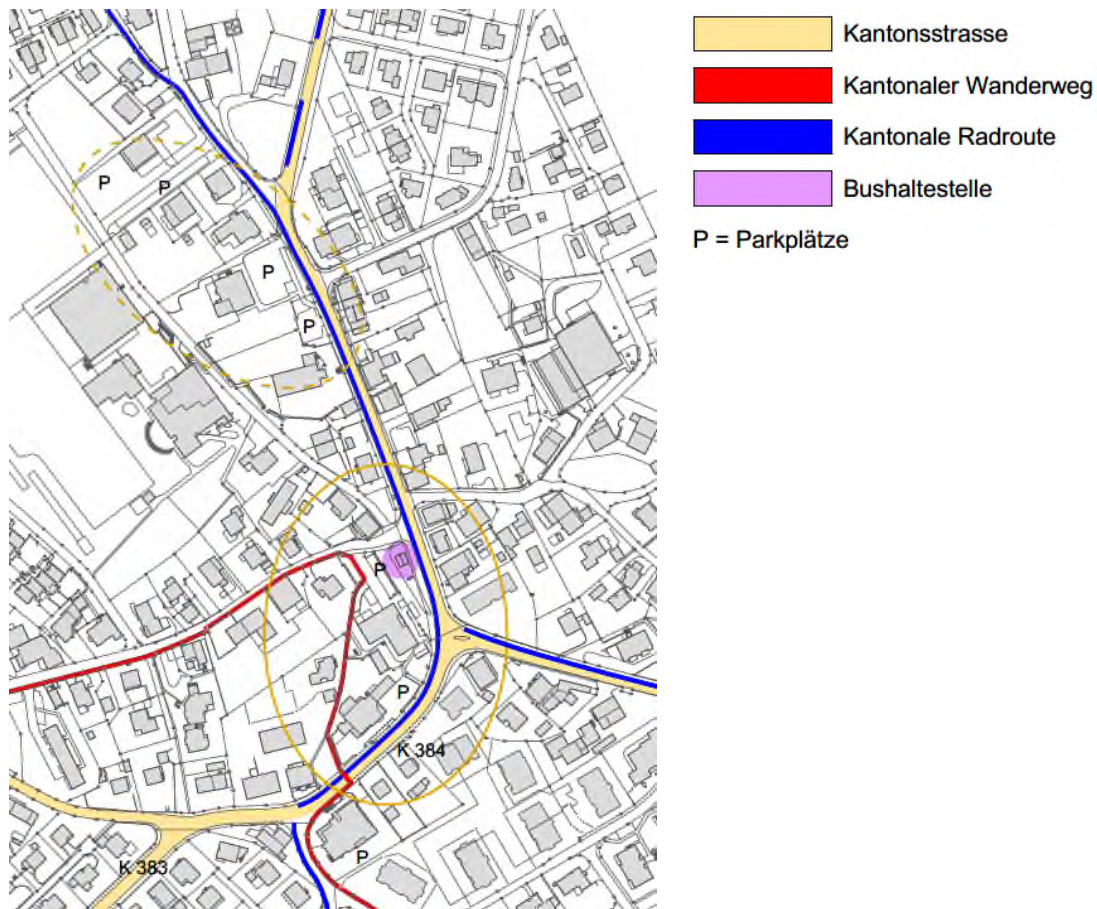 Kantonsstrasse
Kantonaler Wanderweg
Kantonale Radroute
Bushaltestelle
P = Parkplätze
P
P
P
P
P
P
K 384
P
K 383